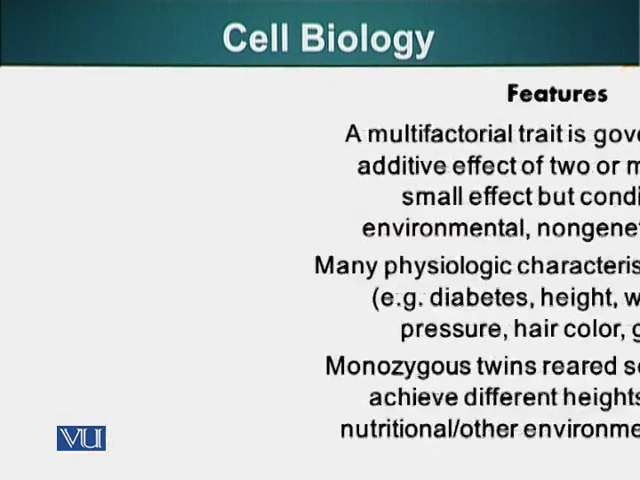 Cell Biology
Features
A multifactorial trait is gov
additive effect of two or
small effect but condi
environmental, nongene
Many physiologic characteris
(e.g. diabetes, height, w
pressure, hair color, g
Monozygous twins reared se
achieve different heights
nutritional/other environme
VU